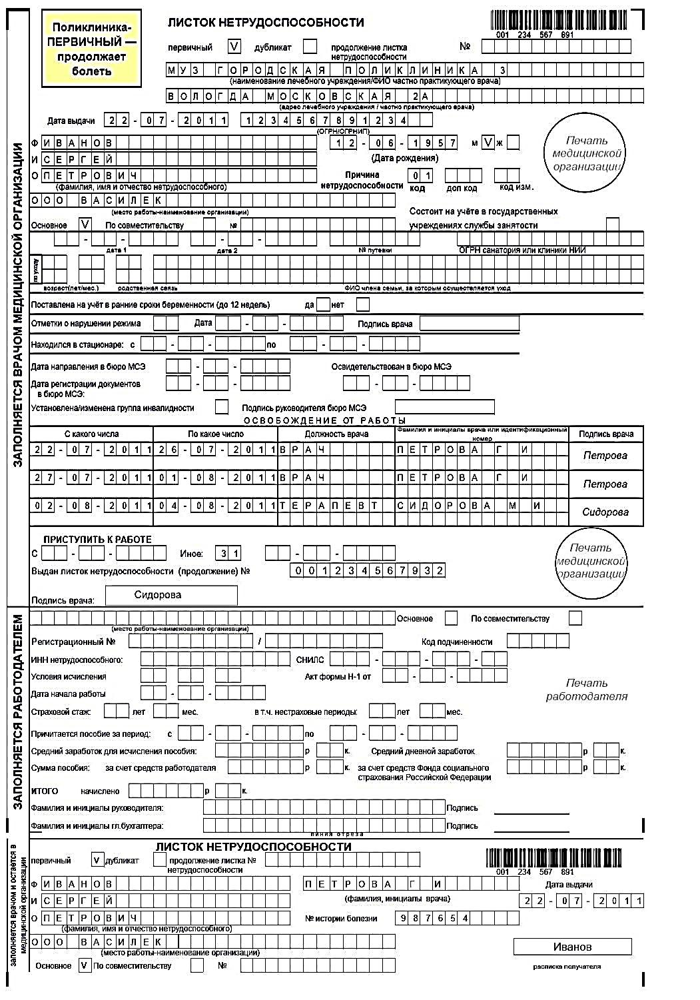 Поликлиника-
ПЕРВИЧНЫЙ —
продолжает
болеть
ЛИСТОК НЕТРУДОСПОСОБНОСТИ
001 234 567 891
первичный V дубликат продолжение листка нетрудоспособности №
МУЗ ГОРОДСКАЯ ПОЛИКЛИНИКА 3
(наименование лечебного учреждения/ФИО частно практикующего врача)
ВОЛОГДА МОСКОВСКАЯ 2А
(адрес лечебного учреждения / частно практикующего врача)
Дата выдачи 22-07-2011 1234567891234
(ОГРН/ОГРНИП)
Ф ИВАНОВ 12-06-1957 м V ж
И СЕРГЕЙ (Дата рождения)
О ПЕТРОВИЧ Причина нетрудоспособности 01
(фамилия, имя и отчество нетрудоспособного) код доп код код изм.
Печать
медицинской
организации
ООО ВАСИЛЕК
(место работы-наименование организации)
Состоит на учёте в государственных
учреждениях службы занятости
Основное V По совместительству №
- - - -
дата 1 дата 2 № путевки ОГРН санатория или клиники НИИ
по уходу
возраст(лет/мес.) родственная связь ФИО члена семьи, за которым осуществляется уход
Поставлена на учёт в ранние сроки беременности (до 12 недель) да нет
Отметки о нарушении режима Дата - - Подпись врача
Находился в стационаре: с - - по - -
Дата направления в бюро МСЭ - - Освидетельствован в бюро МСЭ
Дата регистрации документов - - - -
в бюро МСЭ:
Установлена/изменена группа инвалидности Подпись руководителя бюро МСЭ
ОСВОБОЖДЕНИЕ ОТ РАБОТЫ
С какого числа По какое число Должность врача Фамилия и инициалы врача или идентификационный номер Подпись врача
22-07-2011 26-07-2011 ВРАЧ ПЕТРОВА Г И Петрова
27-07-2011 01-08-2011 ВРАЧ ПЕТРОВА Г И Петрова
02-08-2011 04-08-2011 ТЕРАПЕВТ СИДОРОВА М И Сидорова
ПРИСТУПИТЬ К РАБОТЕ
С - - Иное: 31 - -
Выдан листок нетрудоспособности (продолжение) № 001234567932
Печать
медицинской
организации
Подпись врача: Сидорова
ЗАПОЛНЯЕТСЯ ВРАЧОМ МЕДИЦИНСКОЙ ОРГАНИЗАЦИИ
Основное По совместительству
(место работы-наименование организации)
Регистрационный № / Код подчиненности
ИНН нетрудоспособного: СНИЛС - - -
Условия исчисления Акт формы Н-1 от - -
Дата начала работы - -
Печать
работодателя
Страховой стаж: лет мес. в т.ч. нестраховые периоды: лет мес.
Причитается пособие за период: с - - по - -
Средний заработок для исчисления пособия: р к. Средний дневной заработок р к.
Сумма пособия: за счет средств работодателя р к. за счет средств Фонда социального страхования Российской Федерации р к.
ИТОГО начислено р к.
Фамилия и инициалы руководителя: Подпись
Фамилия и инициалы гл.бухгалтера: Подпись
ЗАПОЛНЯЕТСЯ РАБОТОДАТЕЛЕМ
линия отреза
ЛИСТОК НЕТРУДОСПОСОБНОСТИ
первичный V дубликат продолжение листка № нетрудоспособности
001 234 567 891
Ф ИВАНОВ ПЕТРОВА Г И Дата выдачи
И СЕРГЕЙ (фамилия, инициалы врача) 22-07-2011
О ПЕТРОВИЧ № истории болезни 987654
(фамилия, имя и отчество нетрудоспособного)
ООО ВАСИЛЕК Иванов
(место работы-наименование организации)
Основное V По совместительству № расписка получателя
заполняется врачом и остается в
медицинской организации